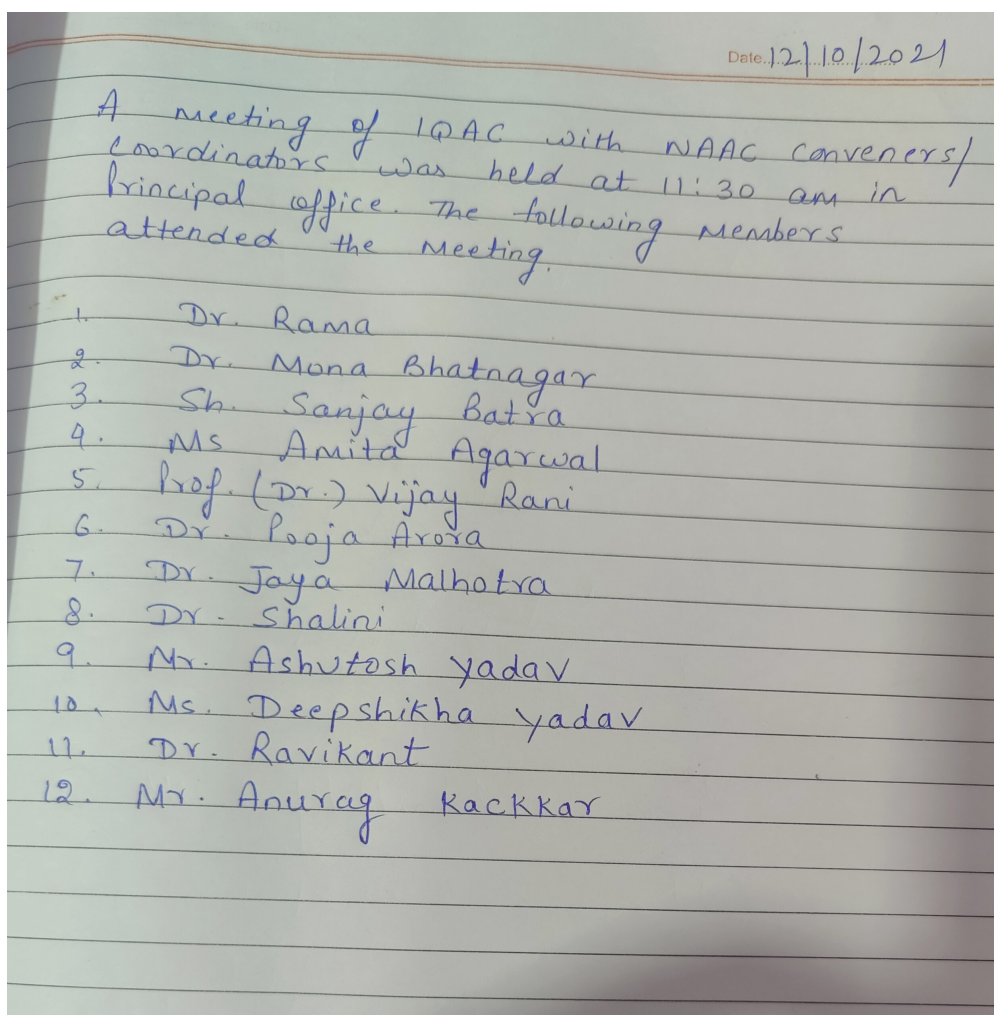 Date. 12/10/2021
A meeting of IQAC with NAAC conveners/
Coordinators was held at 11:30 am in
Principal office. The following Members
attended the Meeting.
1. Dr. Rama
2. Dr. Mona Bhatnagar
3. Sh. Sanjay Batra
4. Ms Amita Agarwal
5. Prof. (Dr.) Vijay Rani
6. Dr. Pooja Arora
7. Dr. Jaya Malhotra
8. Dr. Shalini
9. Mr. Ashutosh Yadav
10. Ms. Deepshikha Yadav
11. Dr. Ravikant
12. Mr. Anurag Kackkar